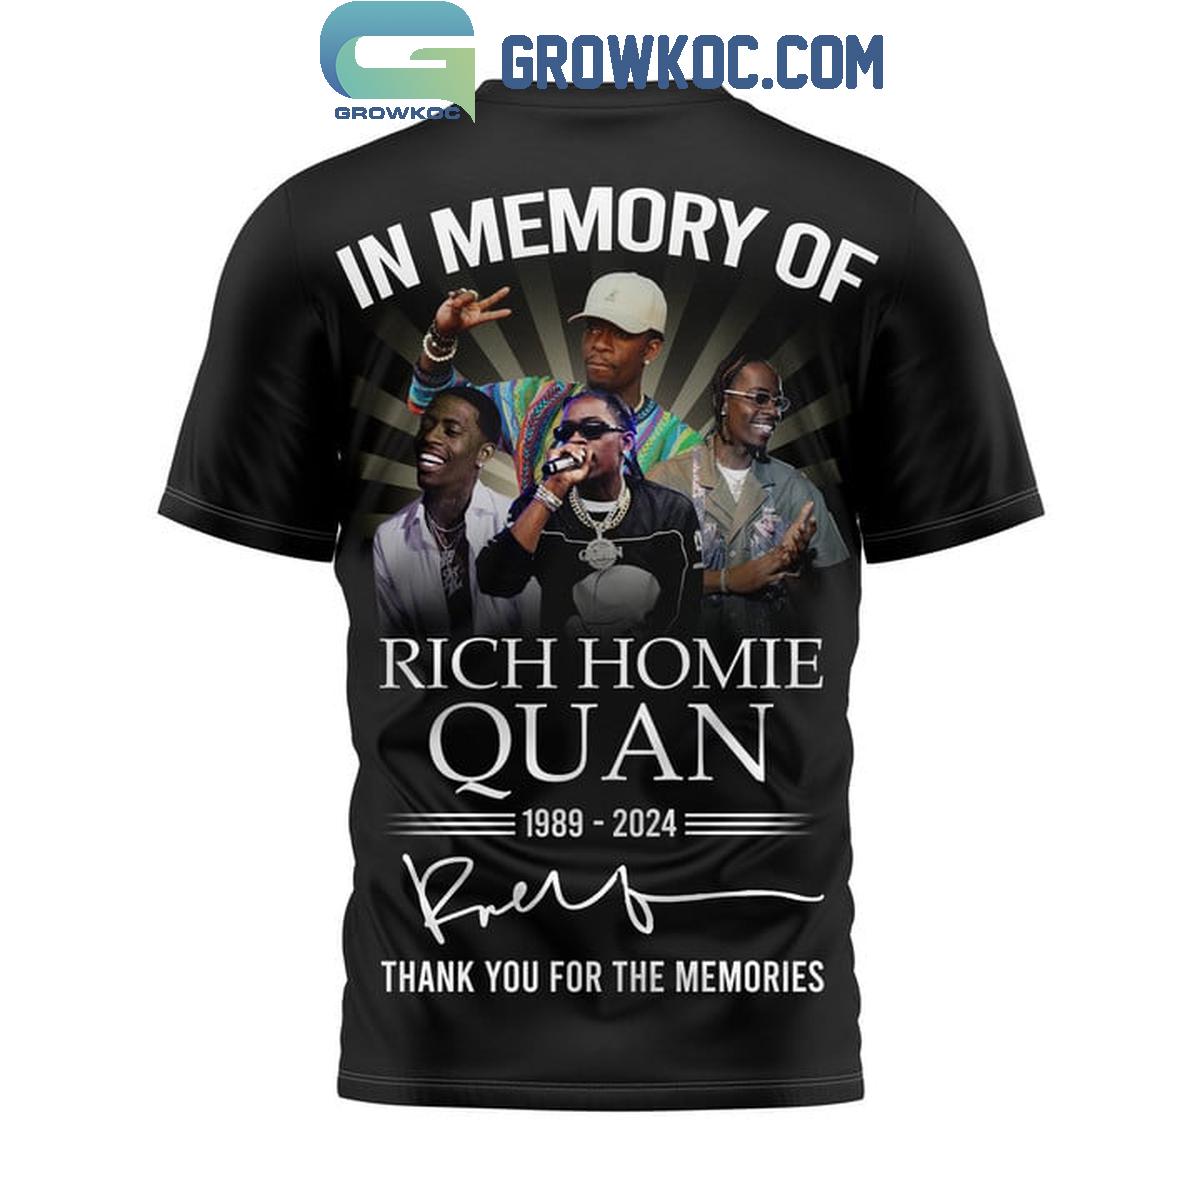 GROWKOC.COM
GROWKOC
IN MEMORY OF
RICH HOMIE
QUAN
1989 - 2024
THANK YOU FOR THE MEMORIES